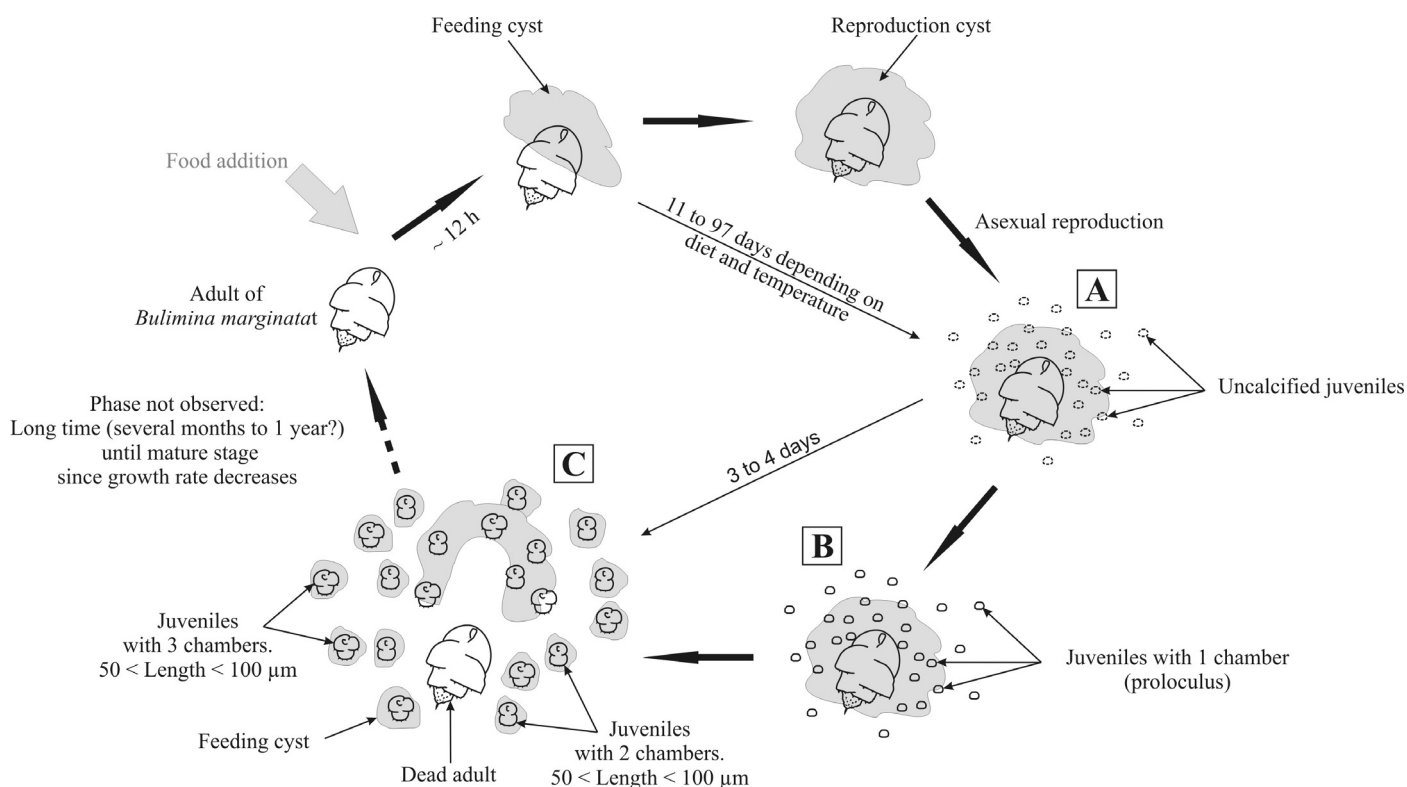 Feeding cyst
Reproduction cyst
Food addition
~ 12 h
11 to 97 days depending on
diet and temperature
Asexual reproduction
A
Adult of
Bulimina marginatat
Uncalcified juveniles
Phase not observed:
Long time (several months to 1 year?)
until mature stage
since growth rate decreases
3 to 4 days
C
B
Juveniles
with 3 chambers.
50 < Length < 100 µm
Juveniles with 1 chamber
(proloculus)
Feeding cyst
Dead adult
Juveniles
with 2 chambers.
50 < Length < 100 µm